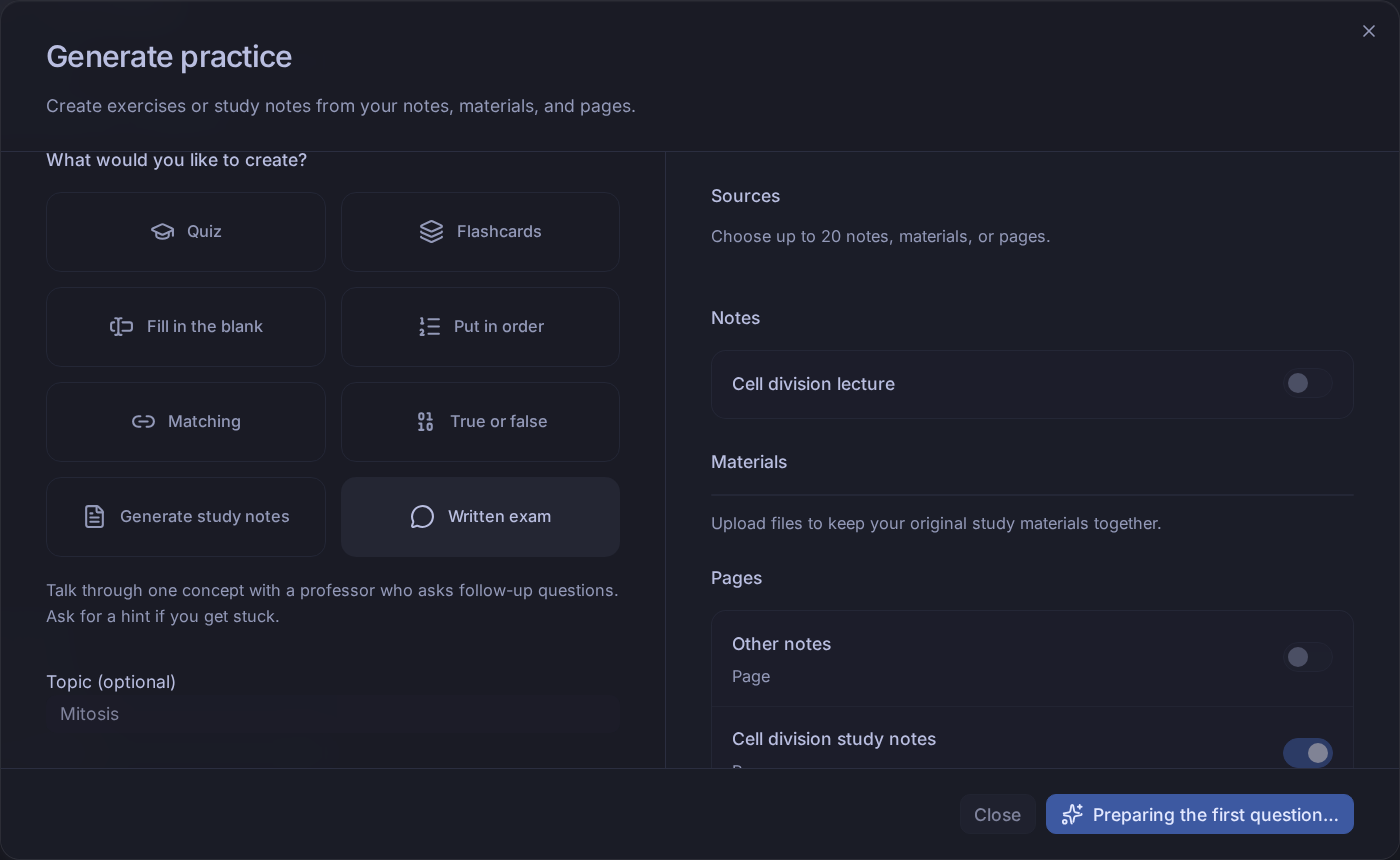 Generate practice
Create exercises or study notes from your notes, materials, and pages.
What would you like to create?
Quiz
Flashcards
Fill in the blank
Put in order
Matching
True or false
Generate study notes
Written exam
Talk through one concept with a professor who asks follow-up questions.
Ask for a hint if you get stuck.
Topic (optional)
Mitosis
Sources
Choose up to 20 notes, materials, or pages.
Notes
Cell division lecture
Materials
Upload files to keep your original study materials together.
Pages
Other notes
Page
Cell division study notes
Close
Preparing the first question...